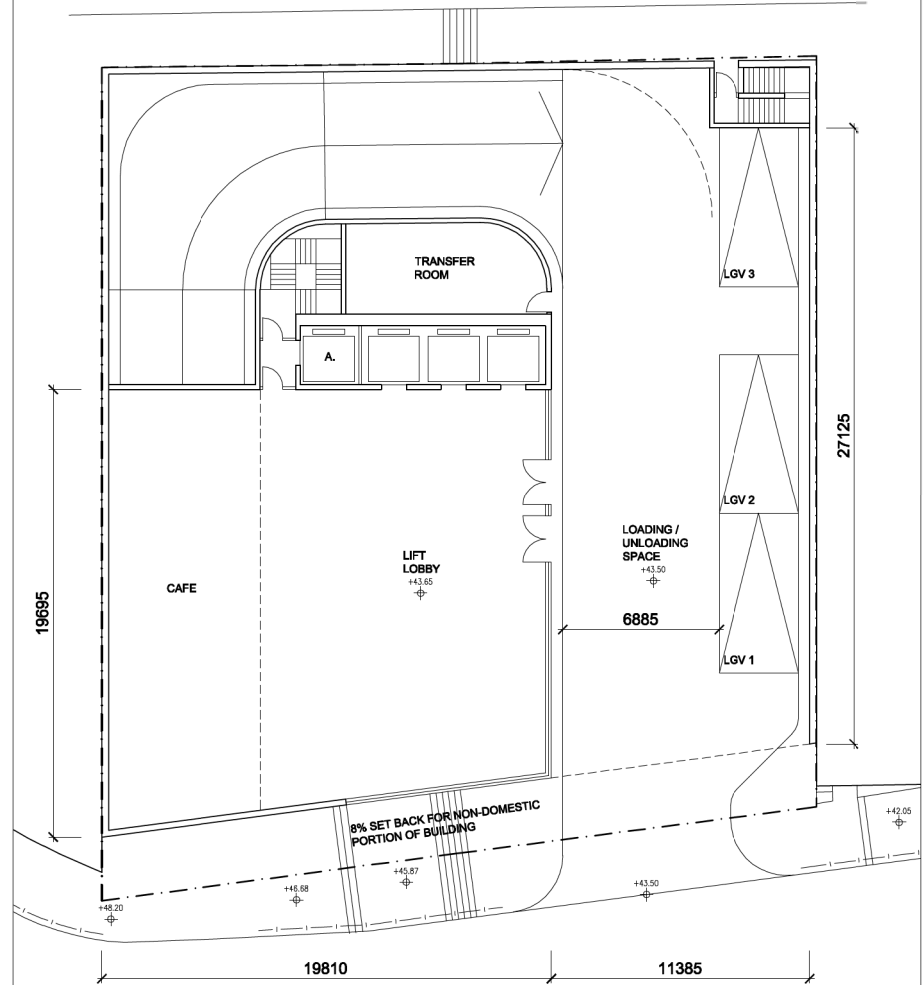 TRANSFER
ROOM
LGV 3
A.
27125
LGV 2
LOADING /
UNLOADING
SPACE
+43.50
LIFT
LOBBY
+43.65
CAFE
19695
6885
LGV 1
8% SET BACK FOR NON-DOMESTIC
PORTION OF BUILDING
+42.05
+45.87
+46.68
+43.50
+48.20
19810
11385